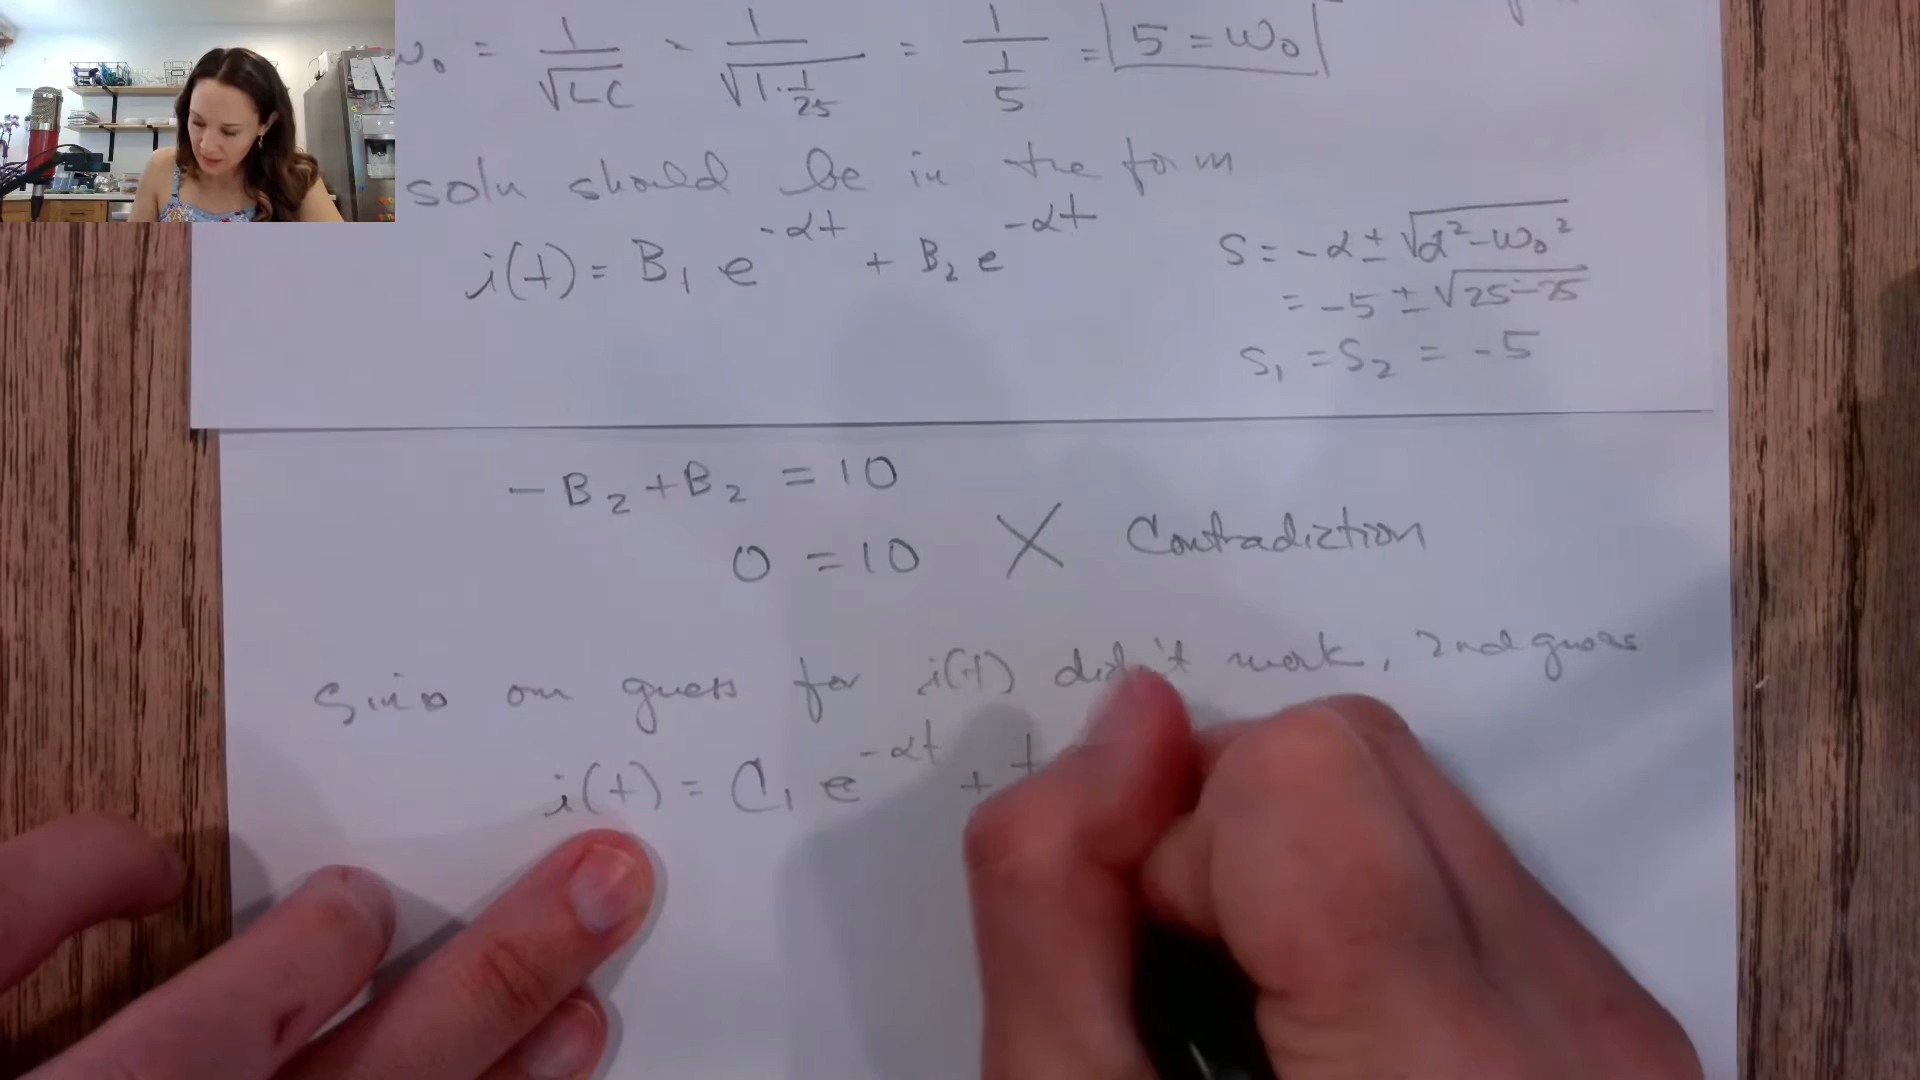 ω₀ = 1/√LC = 1/√(1·1/25) = 1/(1/5) = 5 = ω₀
soln should be in the form
i(t) = B₁ e^(-αt) + B₂ e^(-αt)
S = -α ± √(α² - ω₀²)
= -5 ± √(25-25)
S₁ = S₂ = -5
- B₂ + B₂ = 10
0 = 10 X Contradiction
our guess for i(t) didn't work, 2nd guess
i(t) = C₁ e^(-αt) + t